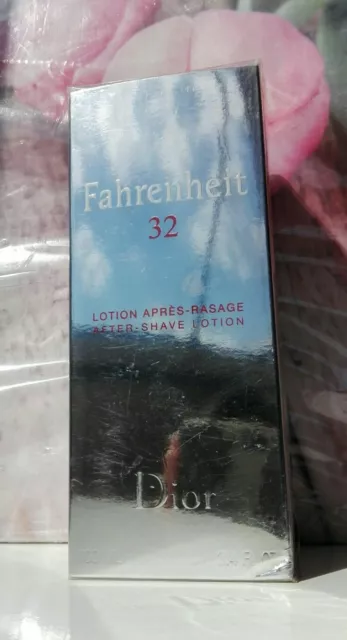 Fahrenheit
32
LOTION APRÈS-RASAGE
AFTER-SHAVE LOTION
Dior